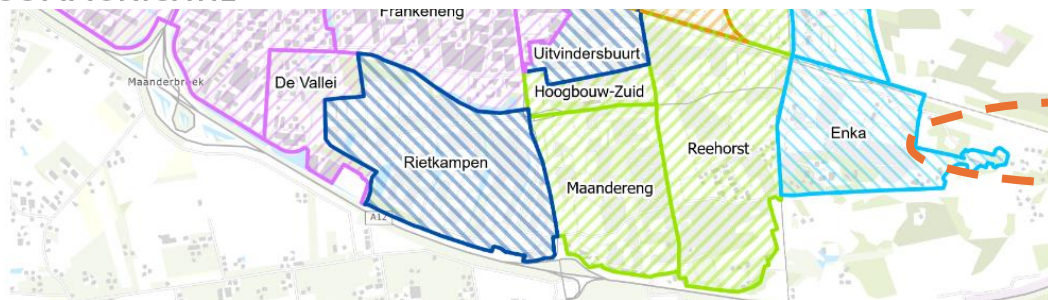 Frankeneng
Uitvindersbuurt
De Vallei
Maanderbroek
Hoogbouw-Zuid
Enka
Reehorst
Rietkampen
Maandereng
A12